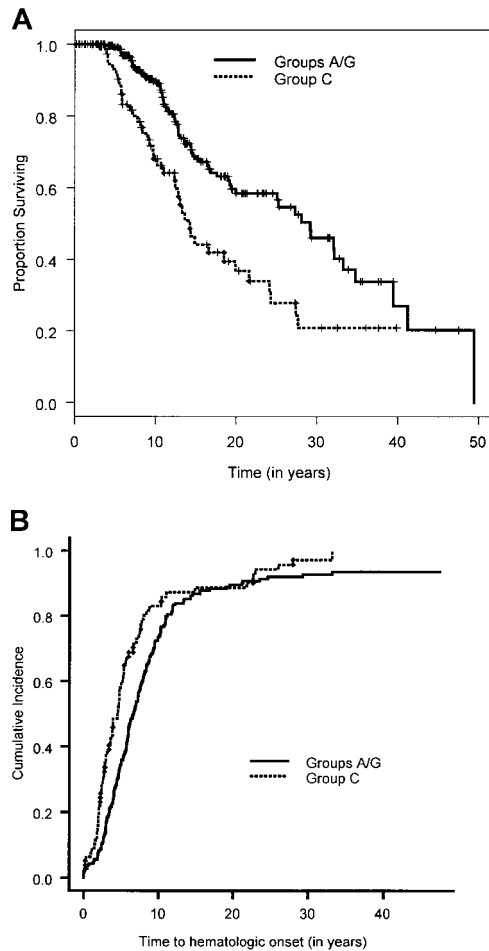 A
1.0
0.8
0.6
0.4
0.2
0.0
Proportion Surviving
Groups A/G
Group C
0 10 20 30 40 50
Time (in years)
B
1.0
0.8
0.6
0.4
0.2
0.0
Cumulative Incidence
Groups A/G
Group C
0 10 20 30 40
Time to hematologic onset (in years)